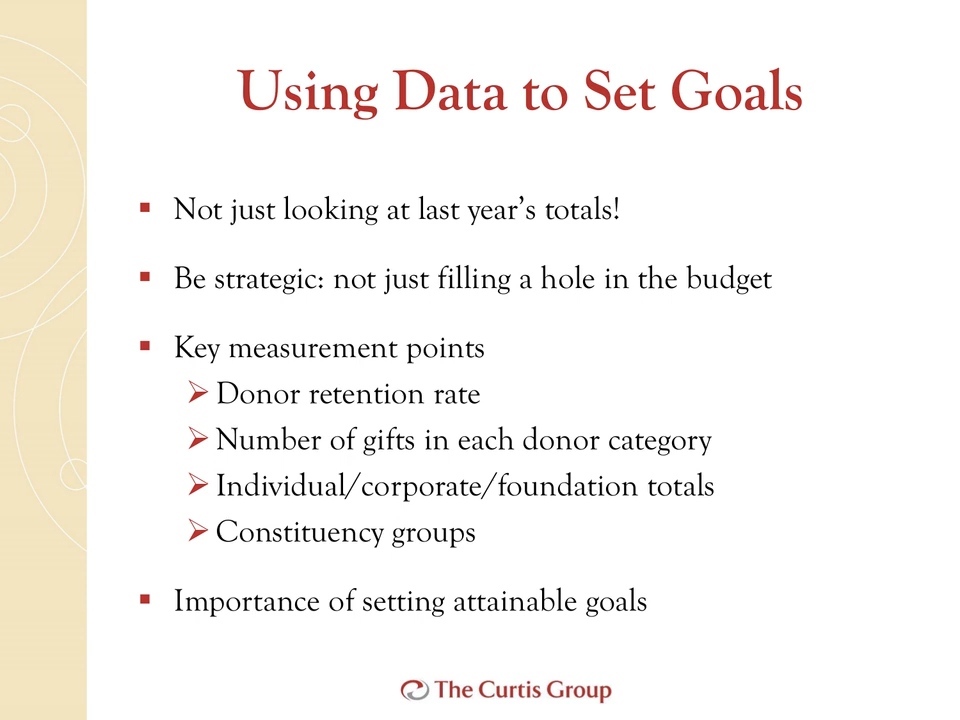 Using Data to Set Goals
▪ Not just looking at last year’s totals!
▪ Be strategic: not just filling a hole in the budget
▪ Key measurement points
➢ Donor retention rate
➢ Number of gifts in each donor category
➢ Individual/corporate/foundation totals
➢ Constituency groups
▪ Importance of setting attainable goals
The Curtis Group